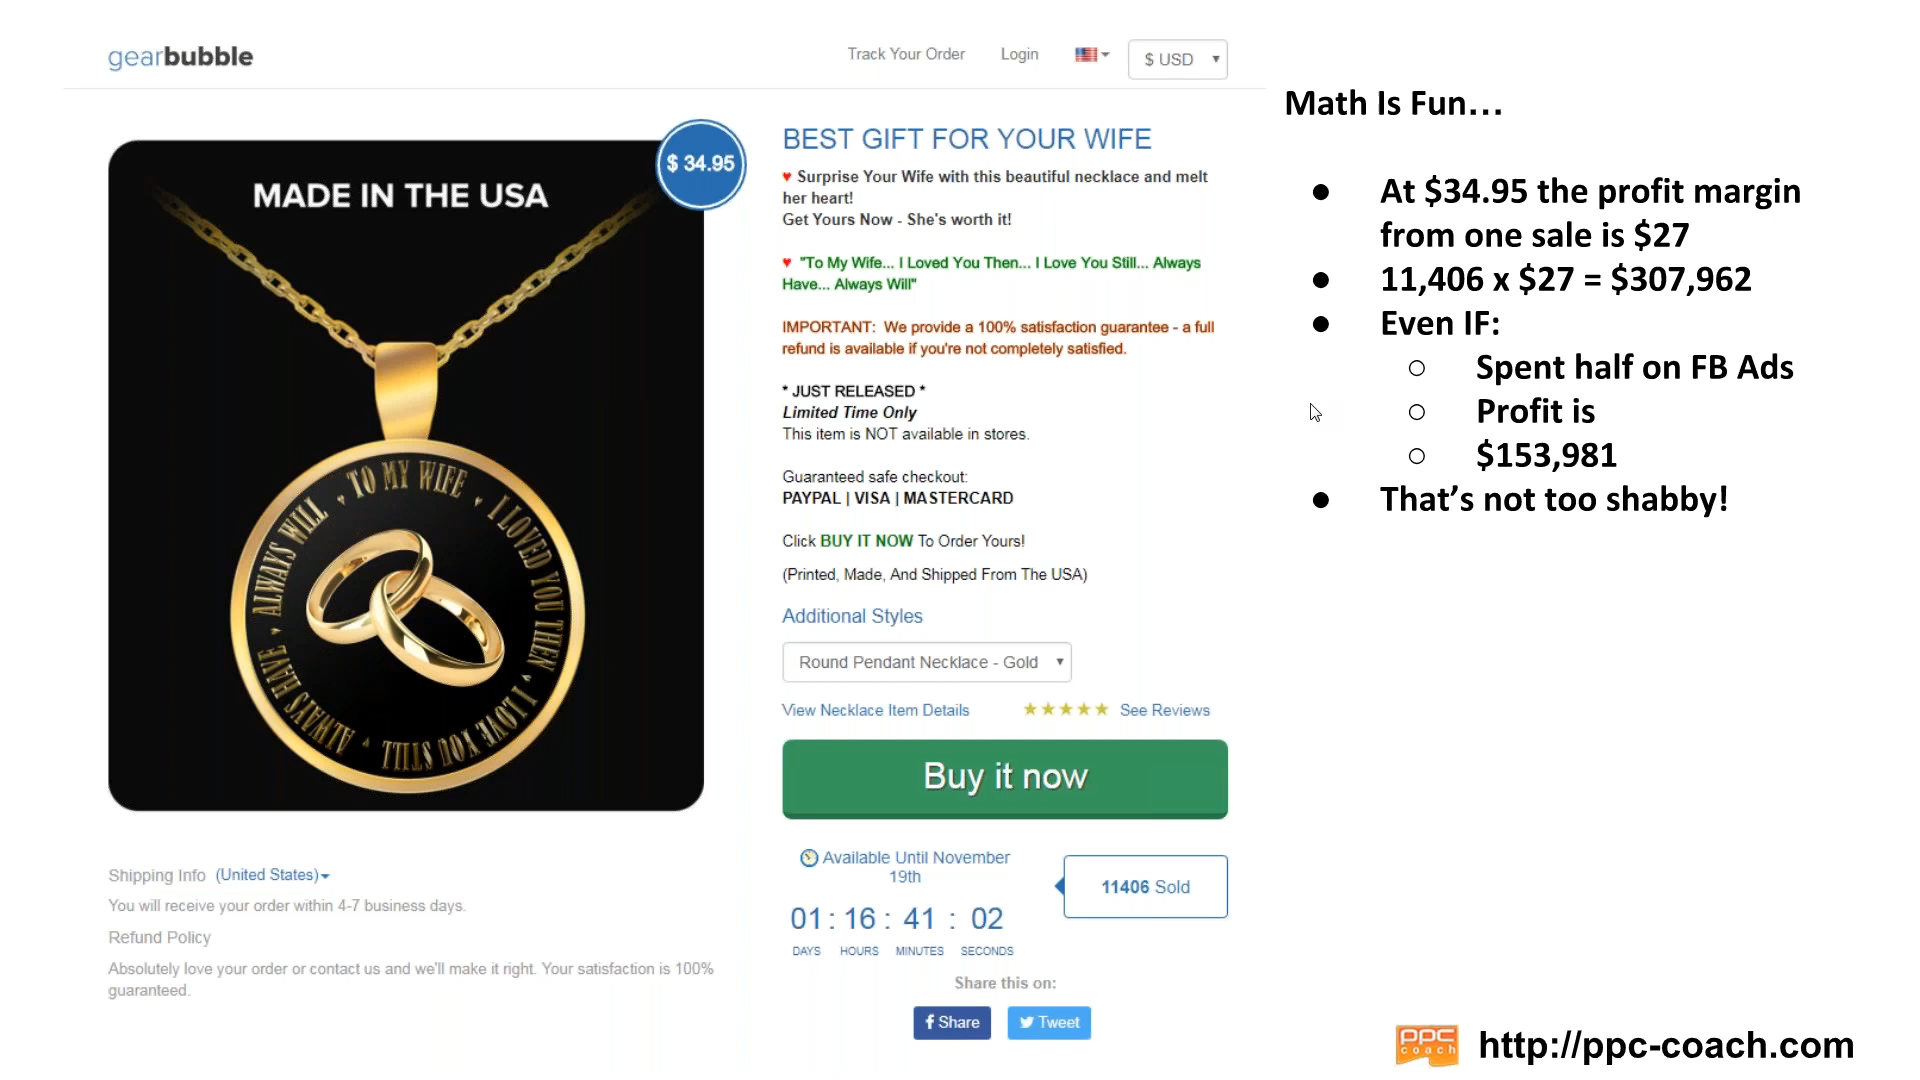 gearbubble
Track Your Order
Login
$ USD
MADE IN THE USA
$ 34.95
TO MY WIFE
I LOVED YOU THEN
I LOVE YOU STILL
ALWAYS HAVE
ALWAYS WILL
Shipping Info (United States)
You will receive your order within 4-7 business days.
Refund Policy
Absolutely love your order or contact us and we'll make it right. Your satisfaction is 100%
guaranteed.
BEST GIFT FOR YOUR WIFE
♥ Surprise Your Wife with this beautiful necklace and melt
her heart!
Get Yours Now - She's worth it!
♥ "To My Wife... I Loved You Then... I Love You Still... Always
Have... Always Will"
IMPORTANT: We provide a 100% satisfaction guarantee - a full
refund is available if you're not completely satisfied.
* JUST RELEASED *
Limited Time Only
This item is NOT available in stores.
Guaranteed safe checkout:
PAYPAL | VISA | MASTERCARD
Click BUY IT NOW To Order Yours!
(Printed, Made, And Shipped From The USA)
Additional Styles
Round Pendant Necklace - Gold
View Necklace Item Details
★★★★★ See Reviews
Buy it now
Available Until November
19th
01 : 16 : 41 : 02
DAYS HOURS MINUTES SECONDS
11406 Sold
Share this on:
Share
Tweet
Math Is Fun...
● At $34.95 the profit margin
from one sale is $27
● 11,406 x $27 = $307,962
● Even IF:
○ Spent half on FB Ads
○ Profit is
○ $153,981
● That's not too shabby!
PPC
coach
http://ppc-coach.com